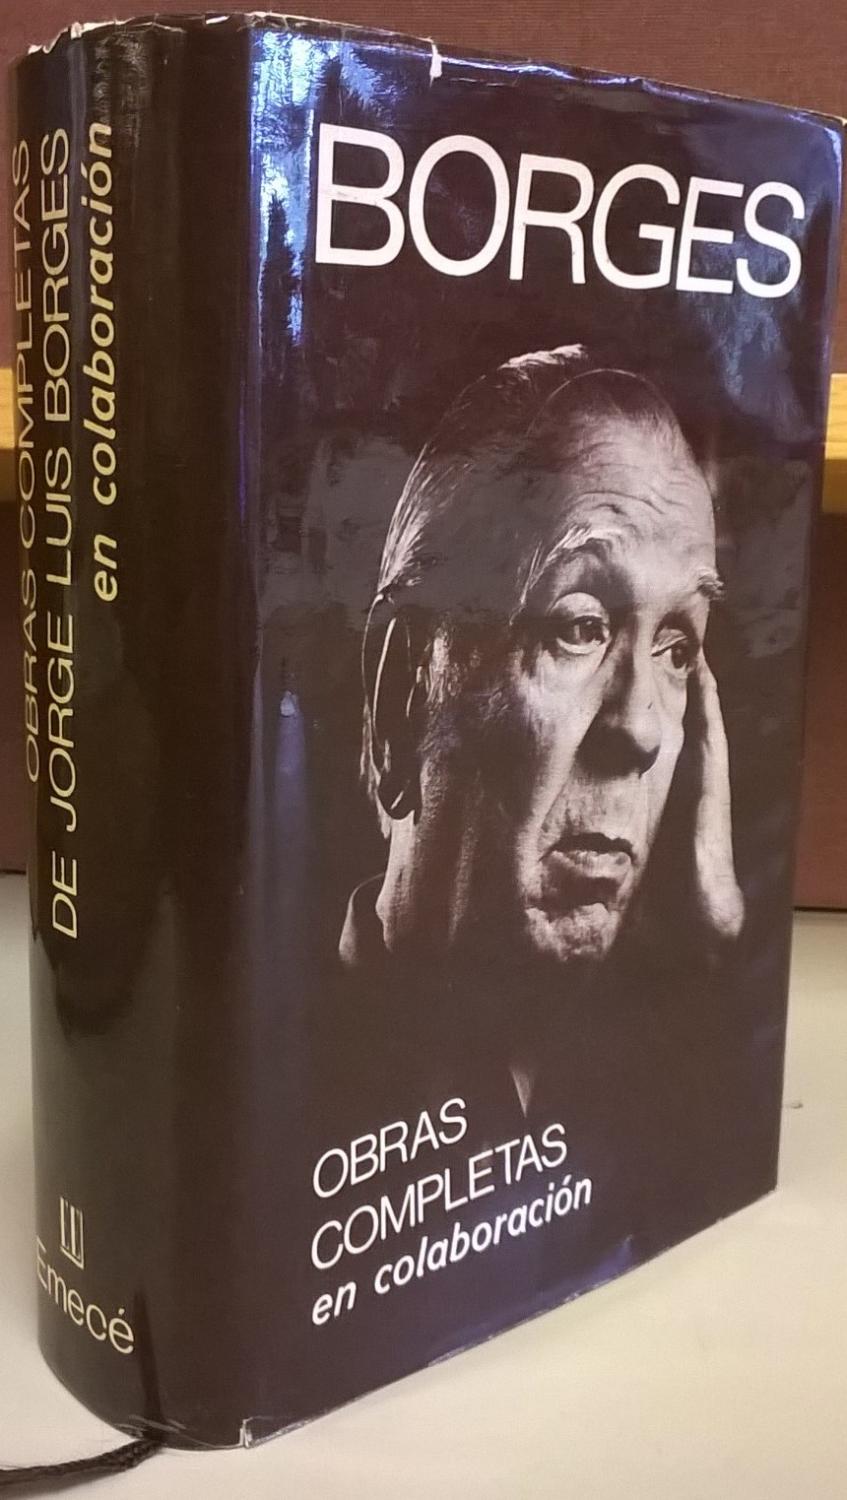 OBRAS COMPLETAS
DE JORGE LUIS BORGES
en colaboración
Emecé
BORGES
OBRAS
COMPLETAS
en colaboración